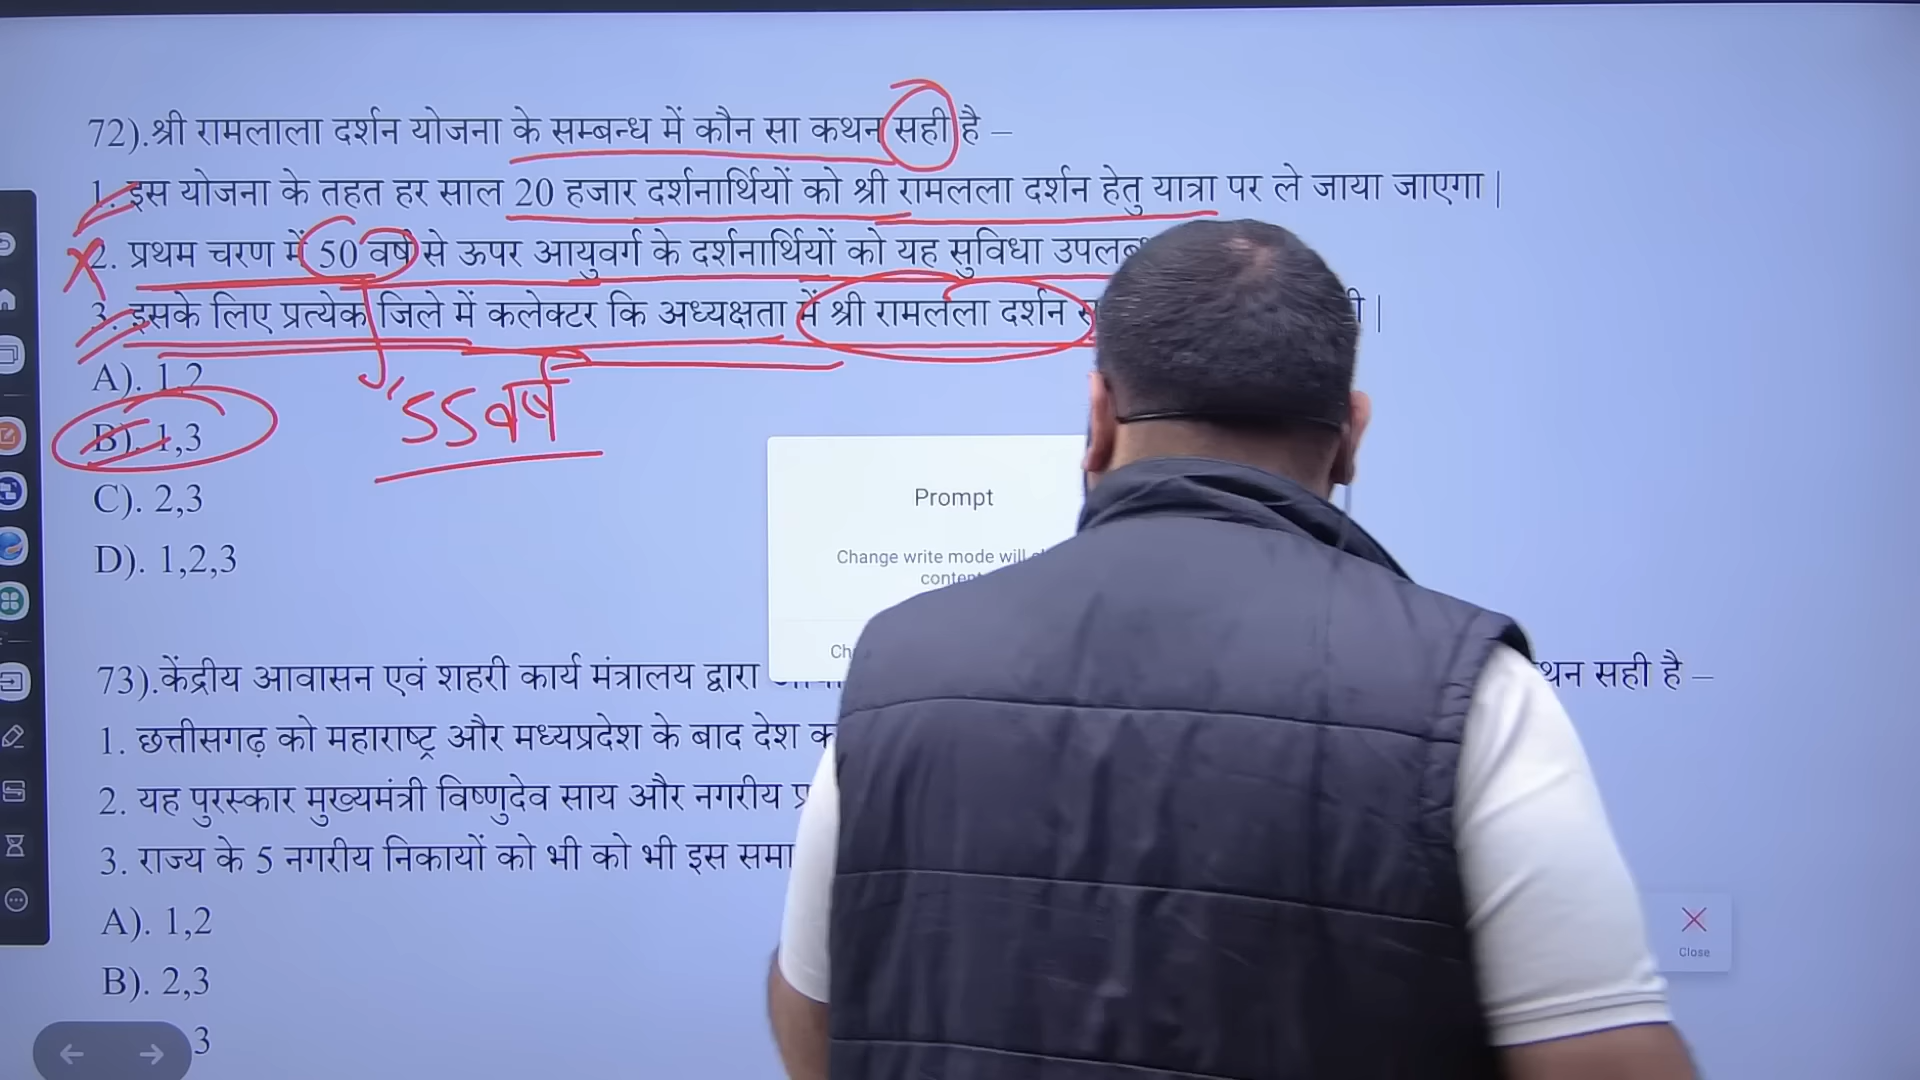 72).श्री रामलाला दर्शन योजना के सम्बन्ध में कौन सा कथन सही है –
1. इस योजना के तहत हर साल 20 हजार दर्शनार्थियों को श्री रामलला दर्शन हेतु यात्रा पर ले जाया जाएगा |
2. प्रथम चरण में 50 वर्ष से ऊपर आयुवर्ग के दर्शनार्थियों को यह सुविधा
3. इसके लिए प्रत्येक जिले में कलेक्टर कि अध्यक्षता में श्री रामलला दर्शन
A). 1,2
55 वर्ष
B). 1,3
C). 2,3
D). 1,2,3
Prompt
Change write mode will
73).केंद्रीय आवासन एवं शहरी कार्य मंत्रालय द्वारा सही है –
1. छत्तीसगढ़ को महाराष्ट्र और मध्यप्रदेश के बाद देश
2. यह पुरस्कार मुख्यमंत्री विष्णुदेव साय और नगरीय
3. राज्य के 5 नगरीय निकायों को भी को भी इस
A). 1,2
Close
B). 2,3
3